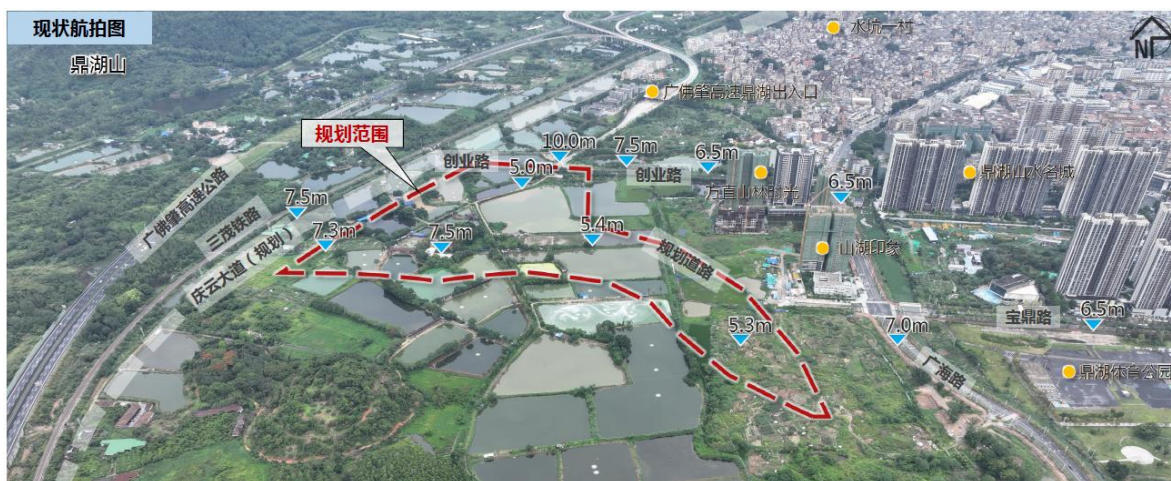 现状航拍图
鼎湖山
水坑一村
N
广佛肇高速鼎湖出入口
规划范围
10.0m
7.5m
6.5m
创业路
5.0m
创业路
方直山林时光
鼎湖山水名城
广佛肇高速公路
三茂铁路
7.5m
6.5m
庆云大道（规划）
7.3m
7.5m
5.4m
规划道路
山湖印象
宝鼎路
6.5m
5.3m
7.0m
广海路
鼎湖体育公园